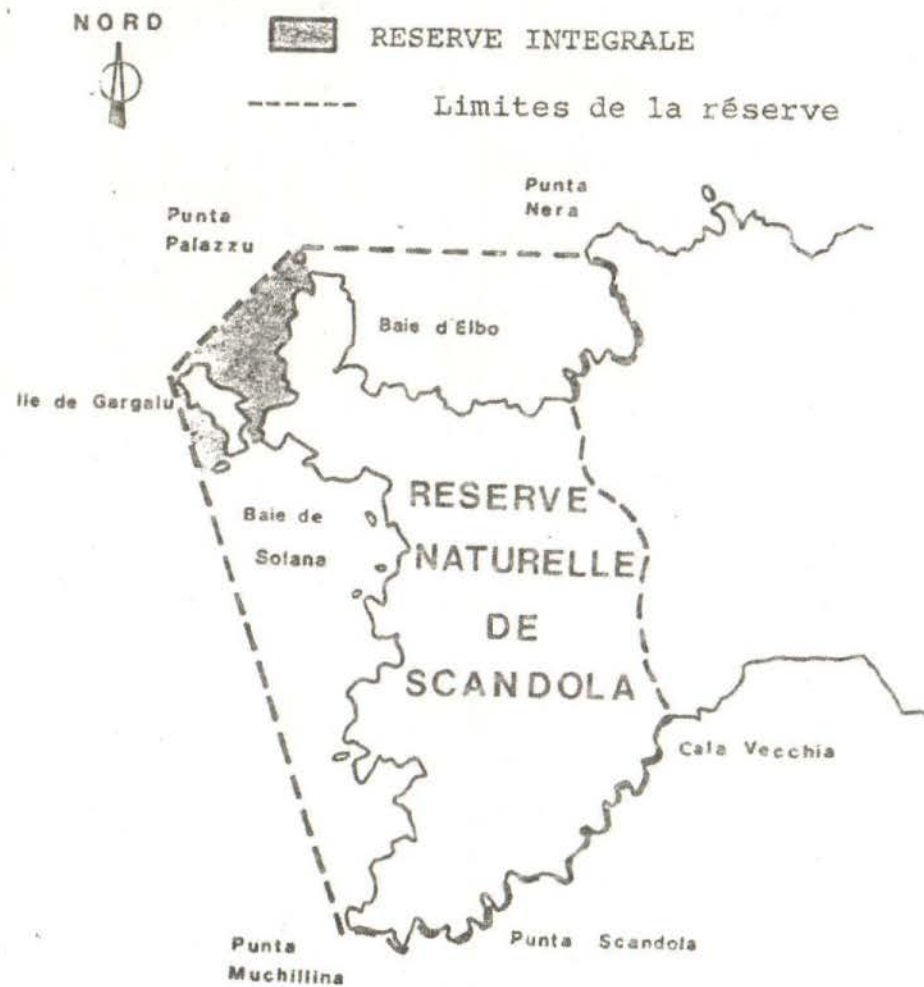 NORD
RESERVE INTEGRALE
Limites de la réserve
Punta
Nera
Punta
Palazzu
Baie d'Elbo
Ile de Gargalu
RESERVE
NATURELLE
DE
SCANDOLA
Baie de
Solana
Cala Vecchia
Punta Scandola
Punta
Muchillina